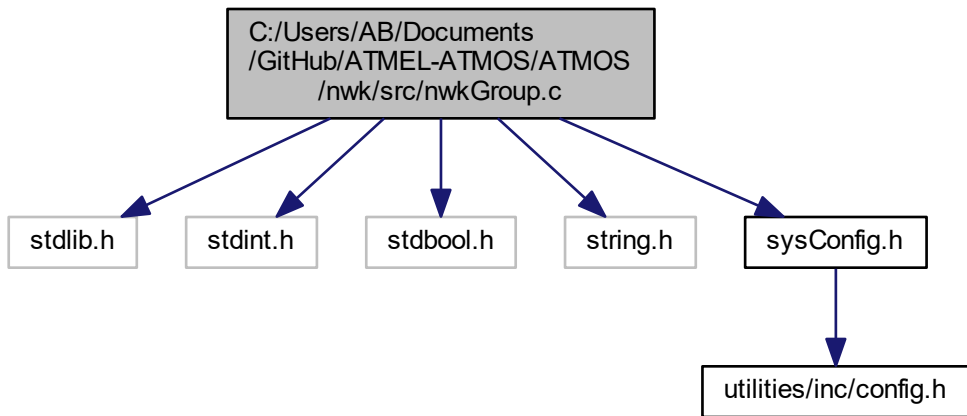 C:/Users/AB/Documents
/GitHub/ATMEL-ATMOS/ATMOS
/nwk/src/nwkGroup.c
stdlib.h
stdint.h
stdbool.h
string.h
sysConfig.h
utilities/inc/config.h